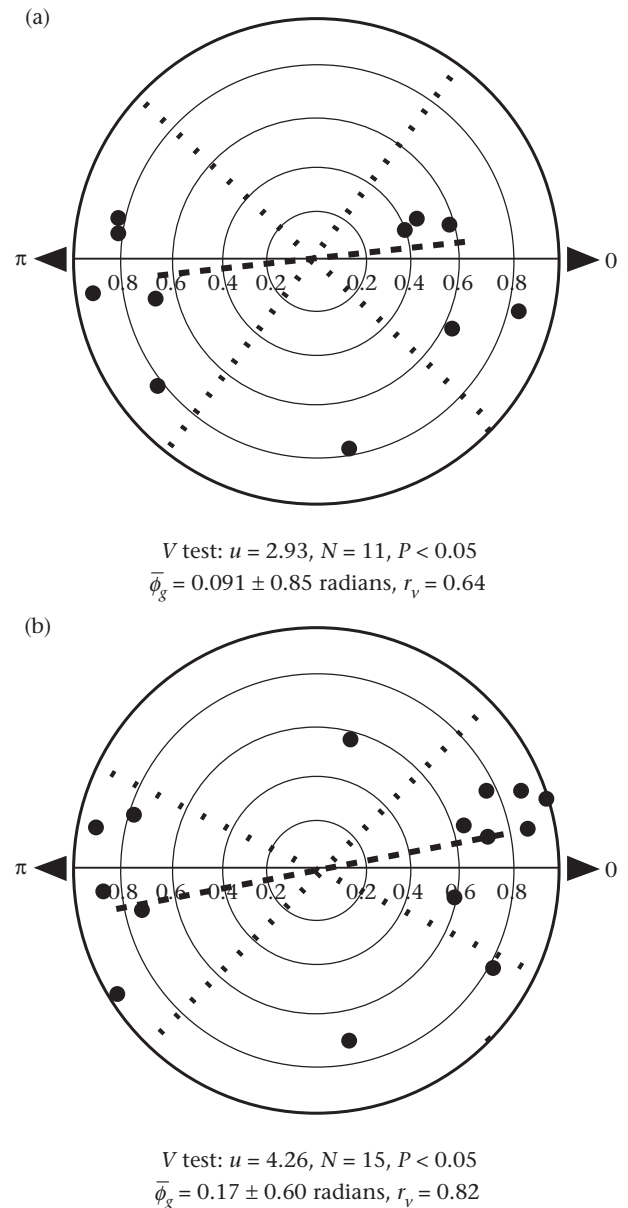 (a)
π 0.8 0.6 0.4 0.2 0.2 0.4 0.6 0.8 0
V test: u = 2.93, N = 11, P < 0.05
ϕ̅g = 0.091 ± 0.85 radians, rv = 0.64
(b)
π 0.8 0.6 0.4 0.2 0.2 0.4 0.6 0.8 0
V test: u = 4.26, N = 15, P < 0.05
ϕ̅g = 0.17 ± 0.60 radians, rv = 0.82